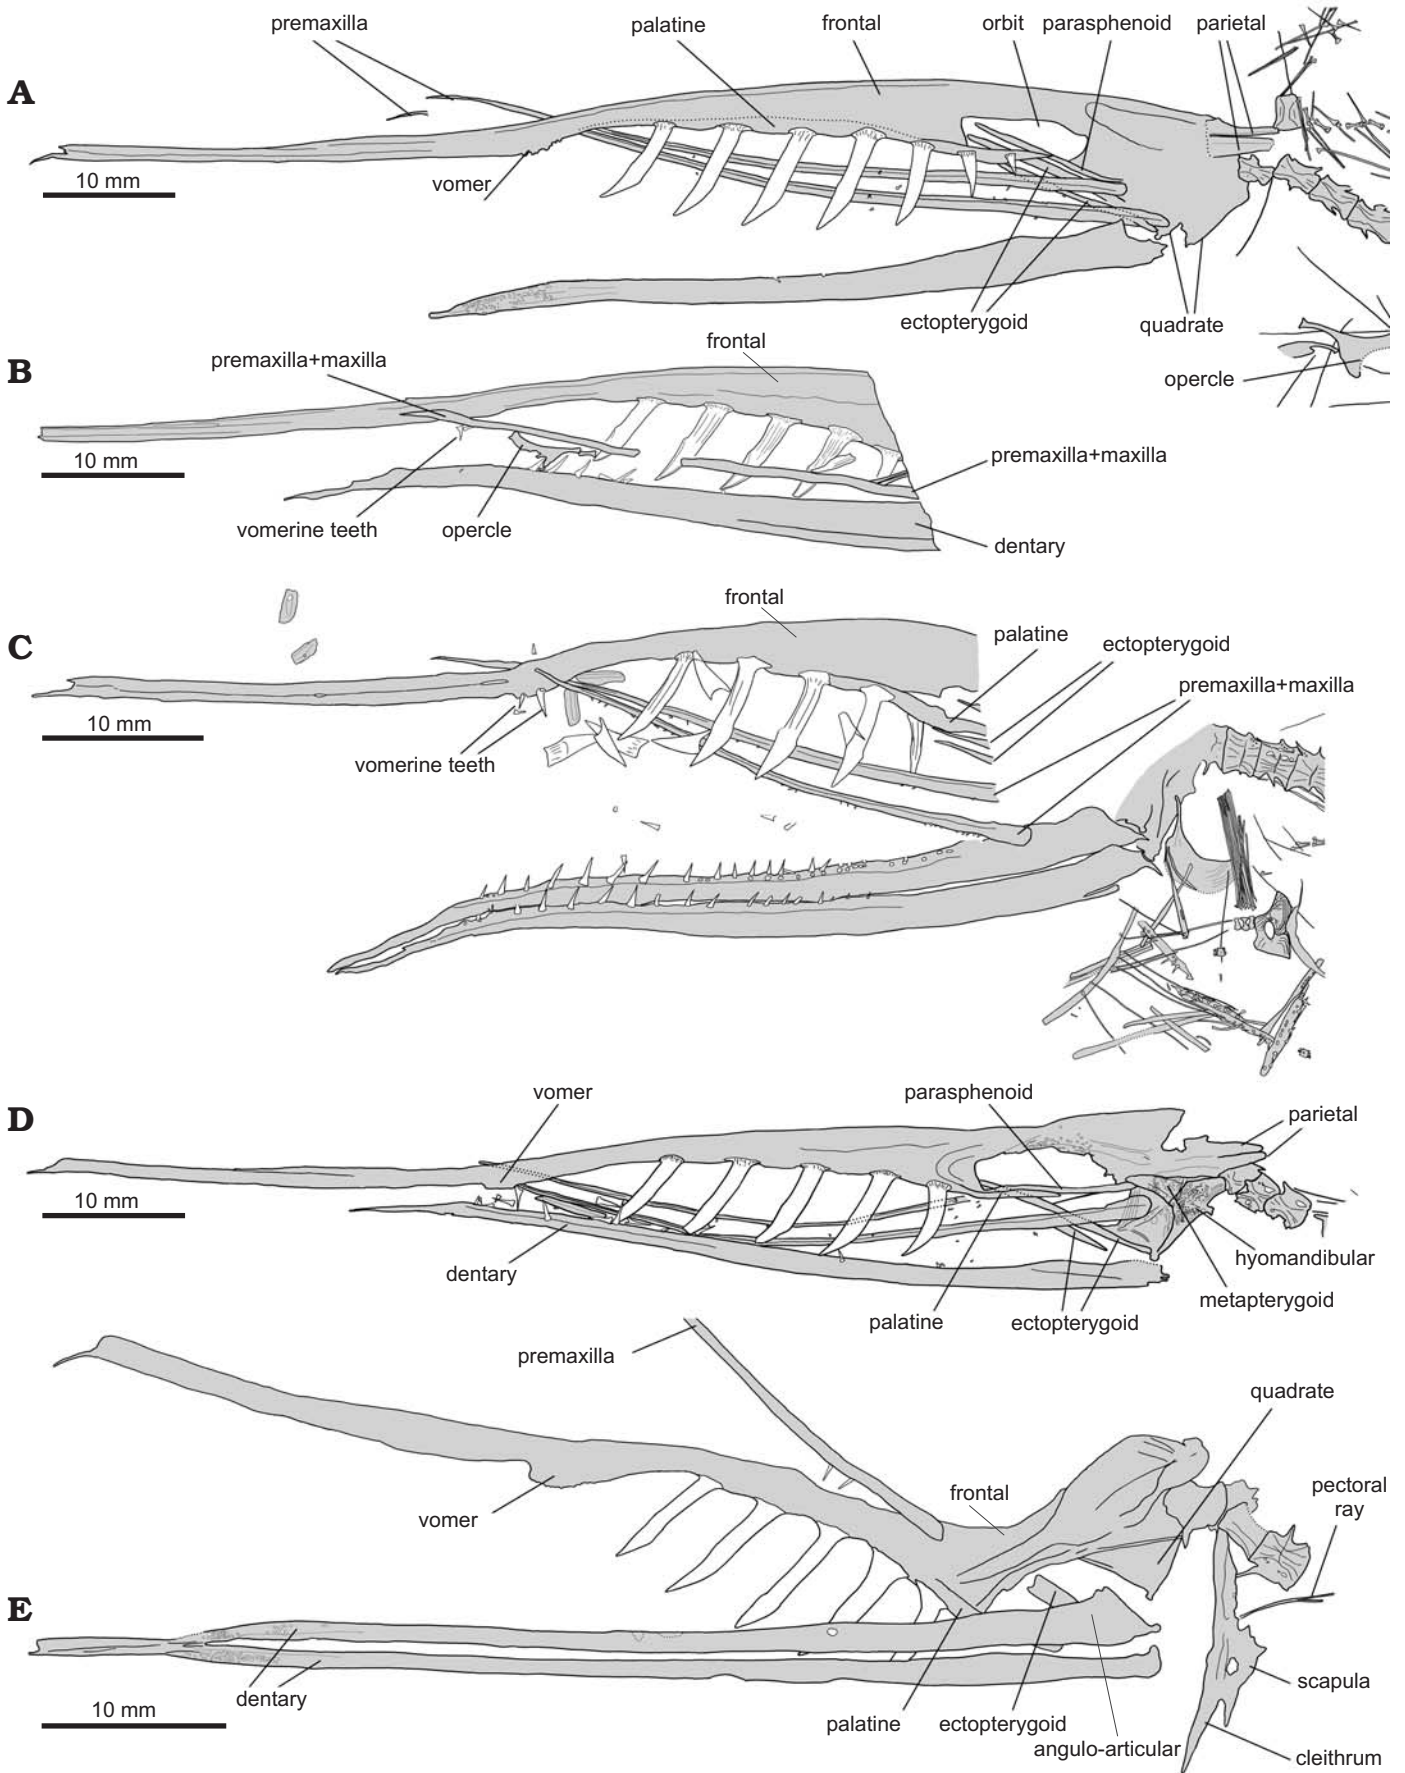 A
premaxilla
palatine
frontal
orbit
parasphenoid
parietal
10 mm
vomer
ectopterygoid
quadrate
opercle
B
premaxilla+maxilla
frontal
10 mm
premaxilla+maxilla
vomerine teeth
opercle
dentary
C
frontal
palatine
ectopterygoid
premaxilla+maxilla
10 mm
vomerine teeth
D
vomer
parasphenoid
parietal
10 mm
dentary
hyomandibular
metapterygoid
palatine
ectopterygoid
premaxilla
quadrate
pectoral
ray
frontal
vomer
E
dentary
10 mm
palatine
ectopterygoid
angulo-articular
scapula
cleithrum